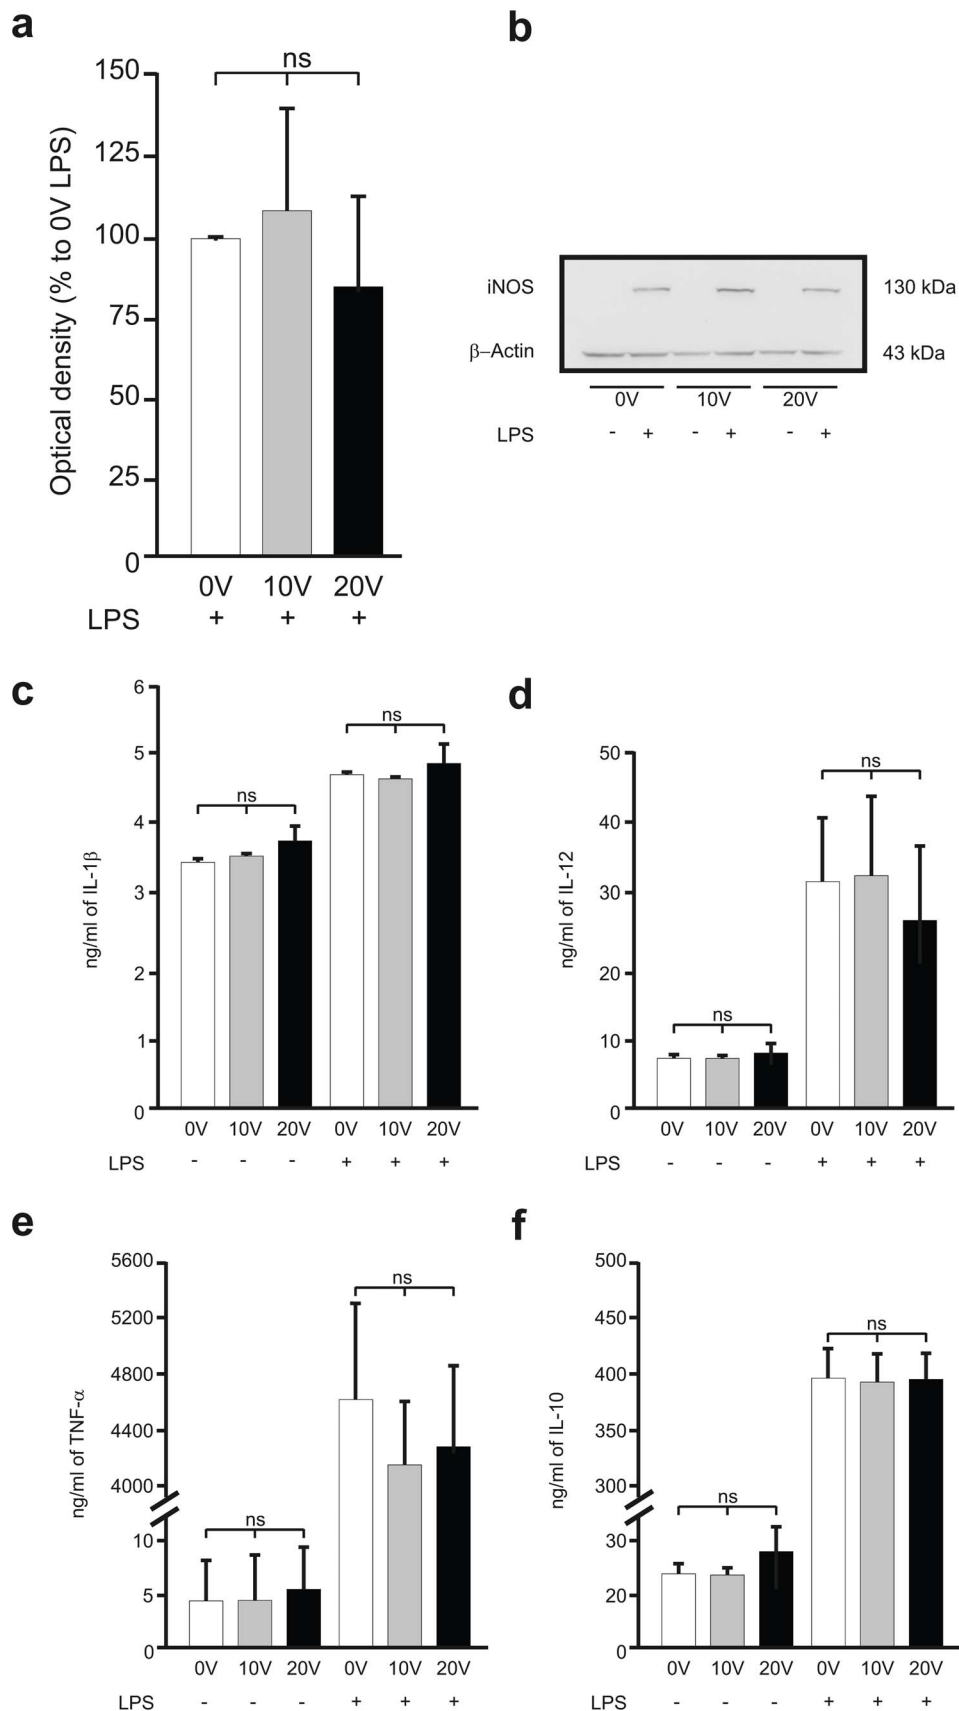 a
ns
150
125
100
75
50
25
0
Optical density (% to 0V LPS)
0V 10V 20V
LPS + + +
b
iNOS 130 kDa
β–Actin 43 kDa
0V 10V 20V
LPS - + - + - +
c
6
5
4
3
2
1
0
ng/ml of IL-1β
ns
ns
0V 10V 20V 0V 10V 20V
LPS - - - + + +
d
50
40
30
20
10
0
ng/ml of IL-12
ns
ns
0V 10V 20V 0V 10V 20V
LPS - - - + + +
e
5600
5200
4800
4400
4000
10
5
0
ng/ml of TNF-α
ns
ns
0V 10V 20V 0V 10V 20V
LPS - - - + + +
f
500
450
400
350
300
30
20
0
ng/ml of IL-10
ns
ns
0V 10V 20V 0V 10V 20V
LPS - - - + + +